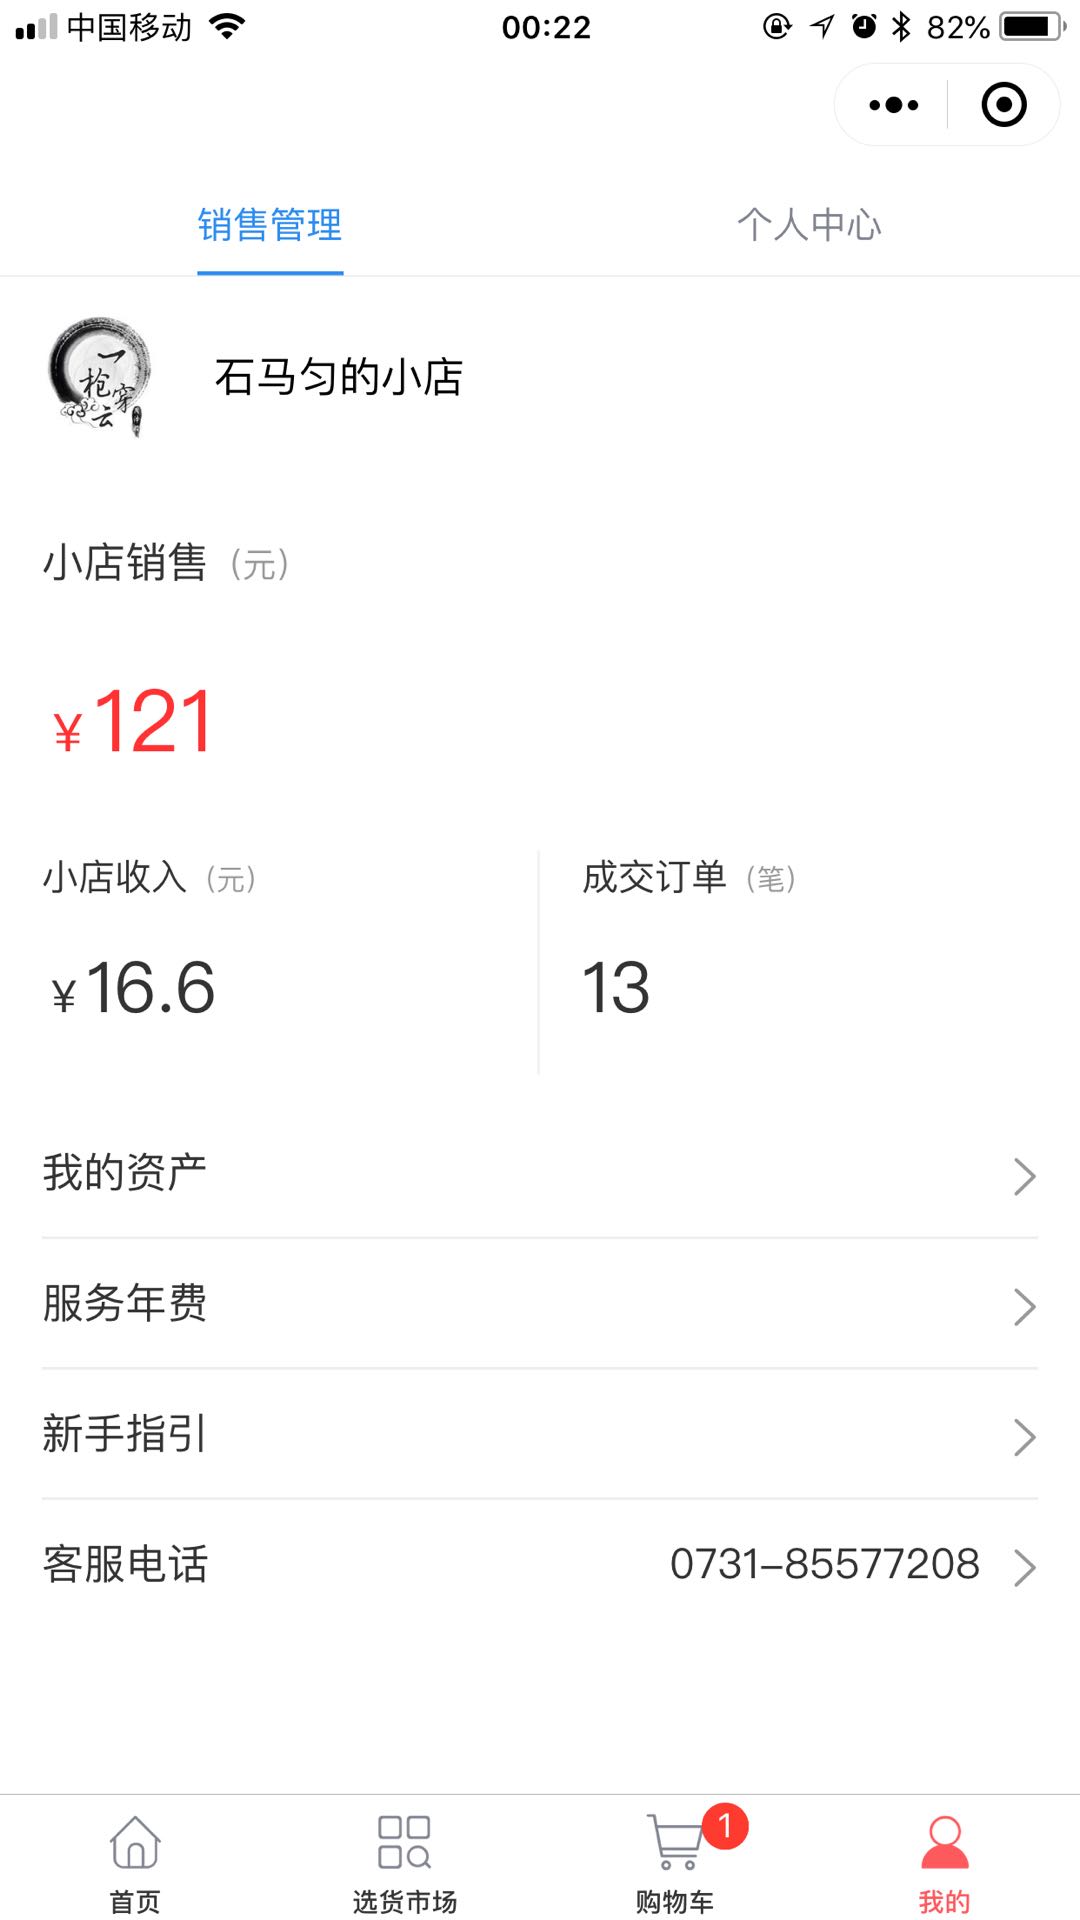 中国移动 00:22 82%
销售管理 个人中心
一枪穿云
石马匀的小店
小店销售 (元)
¥121
小店收入 (元) 成交订单 (笔)
¥16.6 13
我的资产
服务年费
新手指引
客服电话 0731-85577208
1
首页 选货市场 购物车 我的